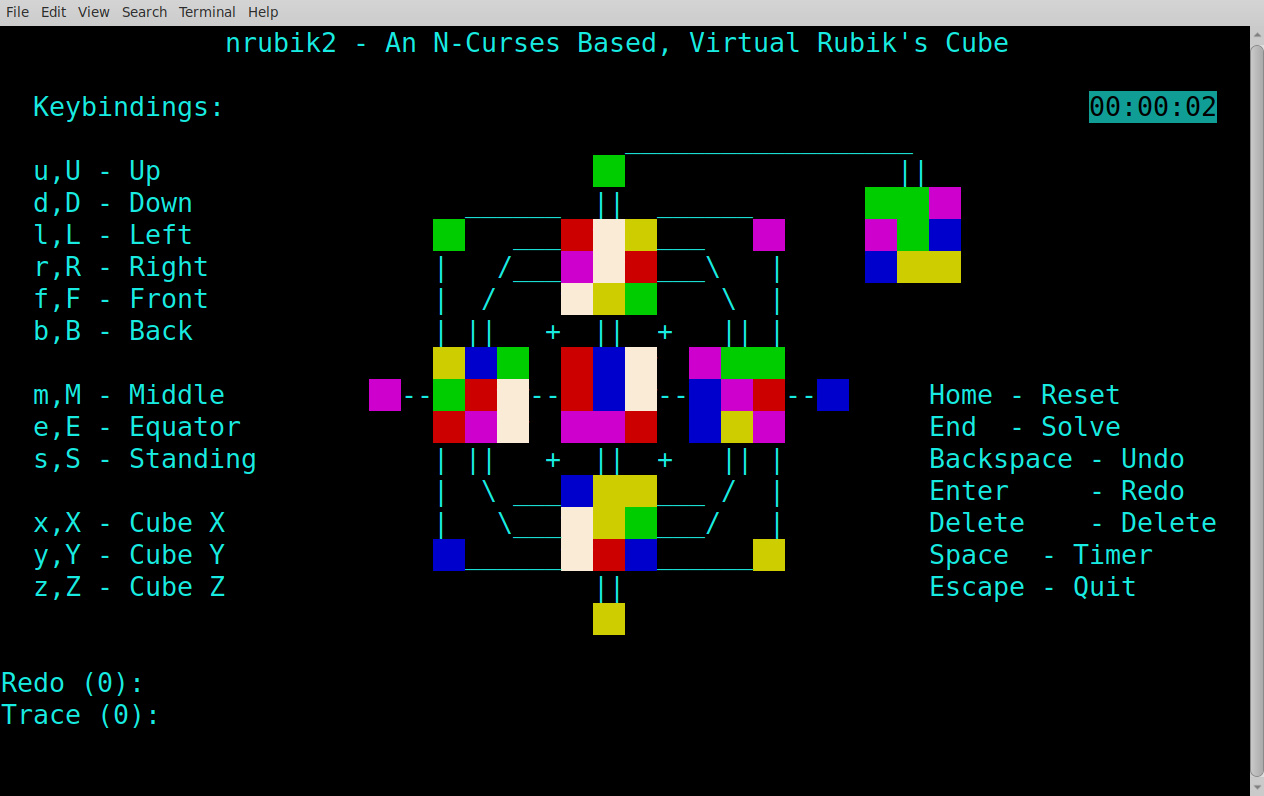 File Edit View Search Terminal Help
nrubik2 - An N-Curses Based, Virtual Rubik's Cube
Keybindings:
00:00:02
u,U - Up
d,D - Down
l,L - Left
r,R - Right
f,F - Front
b,B - Back
m,M - Middle
e,E - Equator
s,S - Standing
x,X - Cube X
y,Y - Cube Y
z,Z - Cube Z
Home - Reset
End - Solve
Backspace - Undo
Enter - Redo
Delete - Delete
Space - Timer
Escape - Quit
Redo (0):
Trace (0):